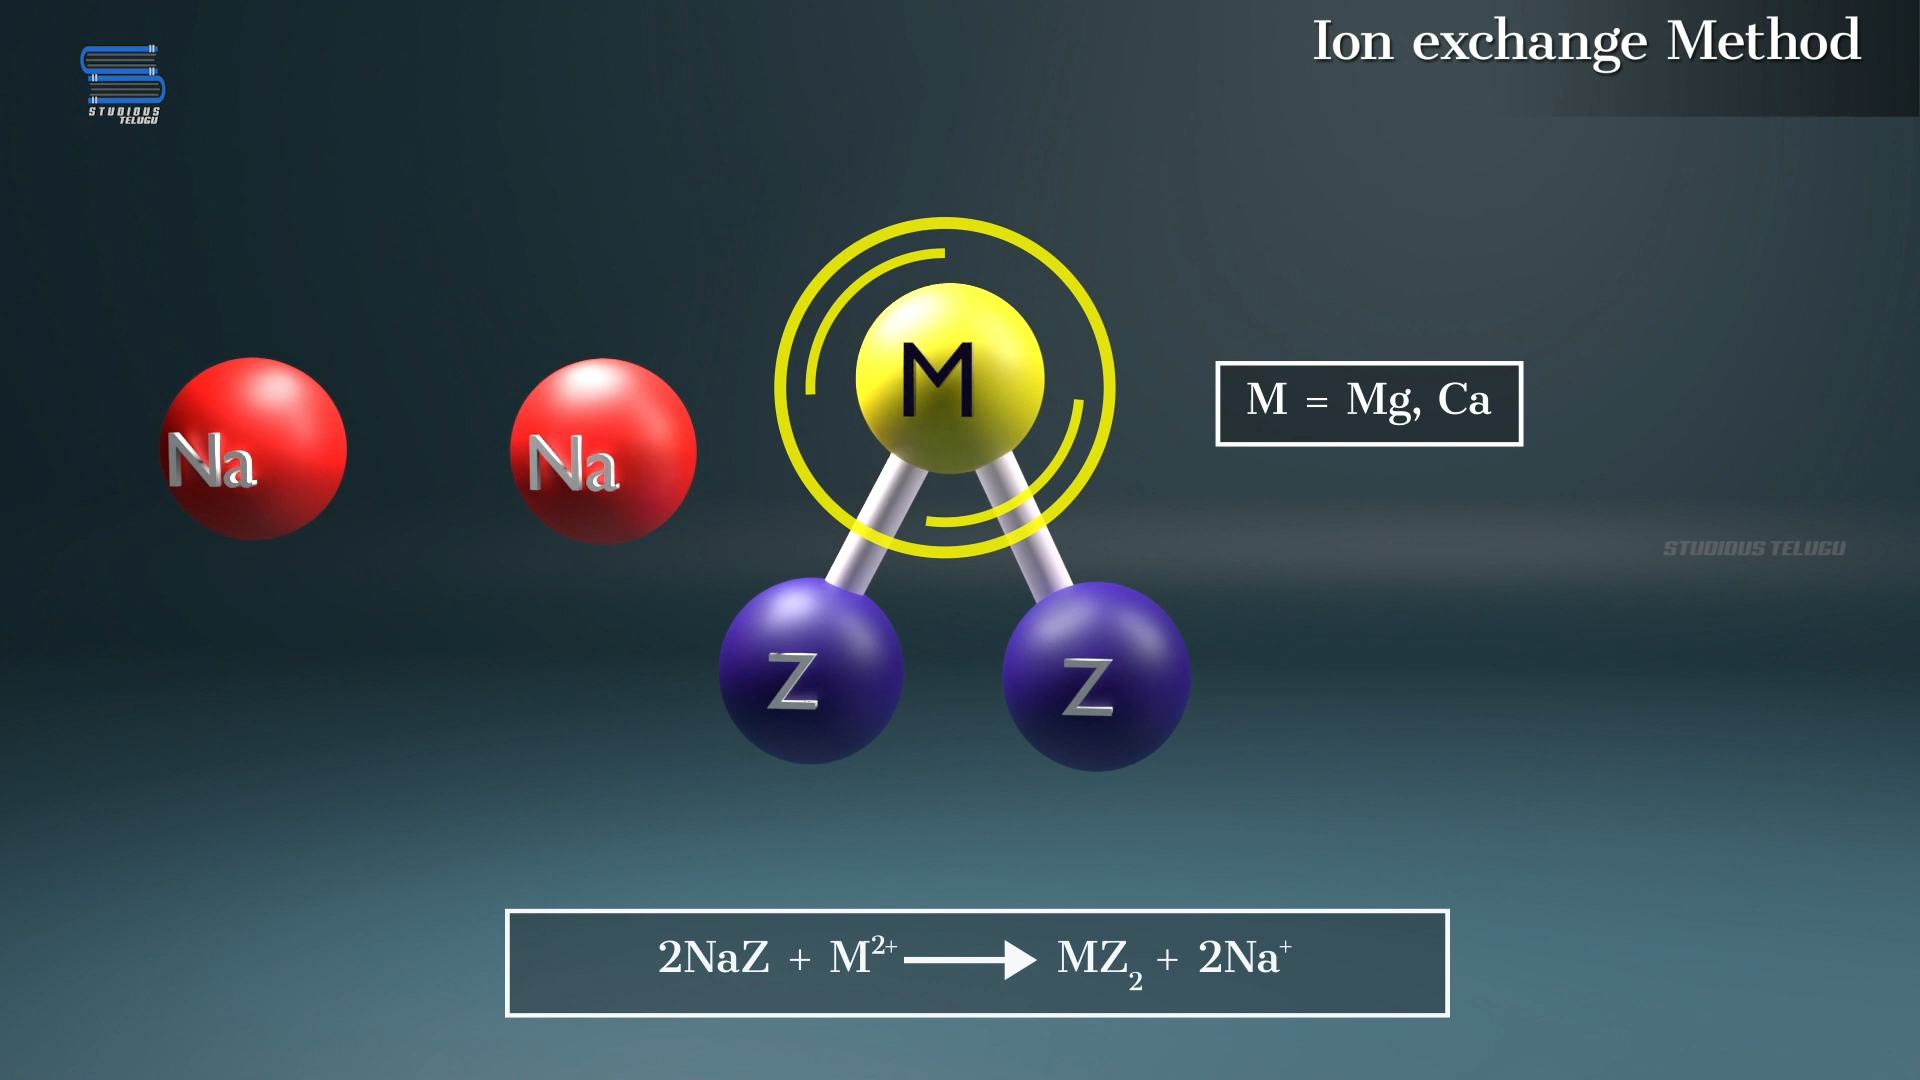 Ion exchange Method
STUDIOUS
TELUGU
M
Na
Na
M = Mg, Ca
STUDIOUS TELUGU
Z
Z
2NaZ + M²⁺ → MZ₂ + 2Na⁺